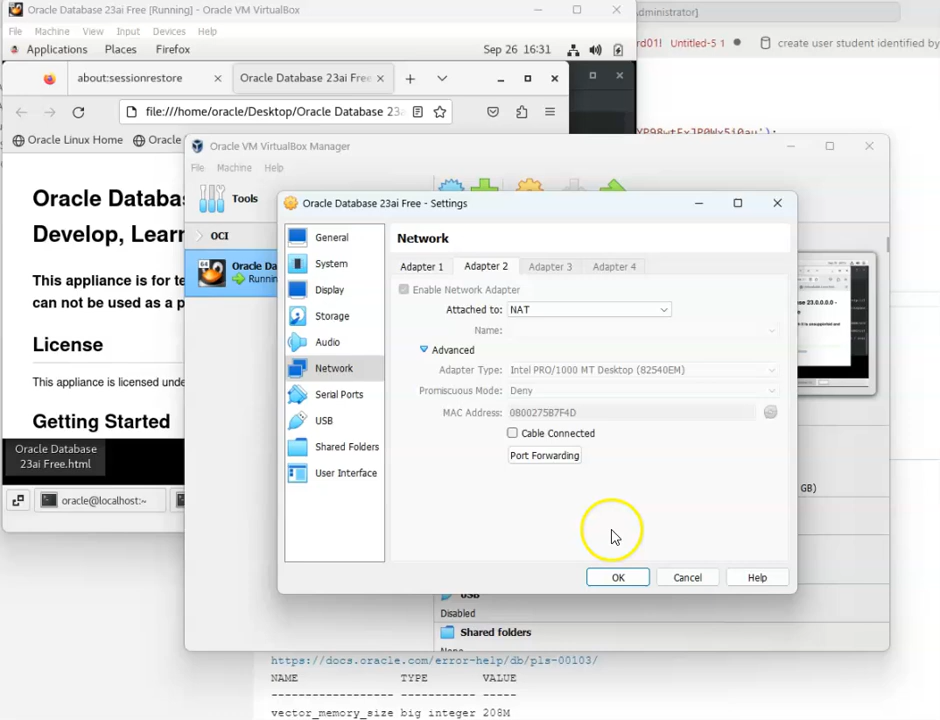 Oracle Database 23ai Free [Running] - Oracle VM VirtualBox
File Machine View Input Devices Help
Applications Places Firefox Sep 26 16:31
about:sessionrestore
Oracle Database 23ai Free
file:///home/oracle/Desktop/Oracle Database 23
Oracle Linux Home
Oracle
dministrator]
rd01! Untitled-5 1
create user student identified by
Oracle VM VirtualBox Manager
File Machine Help
Tools
OCI
Oracle Da
Running
Oracle Databas
Develop, Learn
This appliance is for te
can not be used as a p
License
This appliance is licensed unde
Getting Started
Oracle Database
23ai Free.html
oracle@localhost:~
Oracle Database 23ai Free - Settings
General
System
Display
Storage
Audio
Network
Serial Ports
USB
Shared Folders
User Interface
Network
Adapter 1 Adapter 2 Adapter 3 Adapter 4
Enable Network Adapter
Attached to: NAT
Name:
Advanced
Adapter Type: Intel PRO/1000 MT Desktop (82540EM)
Promiscuous Mode: Deny
MAC Address: 080027587F4D
Cable Connected
Port Forwarding
OK Cancel Help
GB)
USB
Disabled
Shared folders
https://docs.oracle.com/error-help/db/pls-00103/
NAME TYPE VALUE
------------------ ----------- -----
vector_memory_size big integer 208M